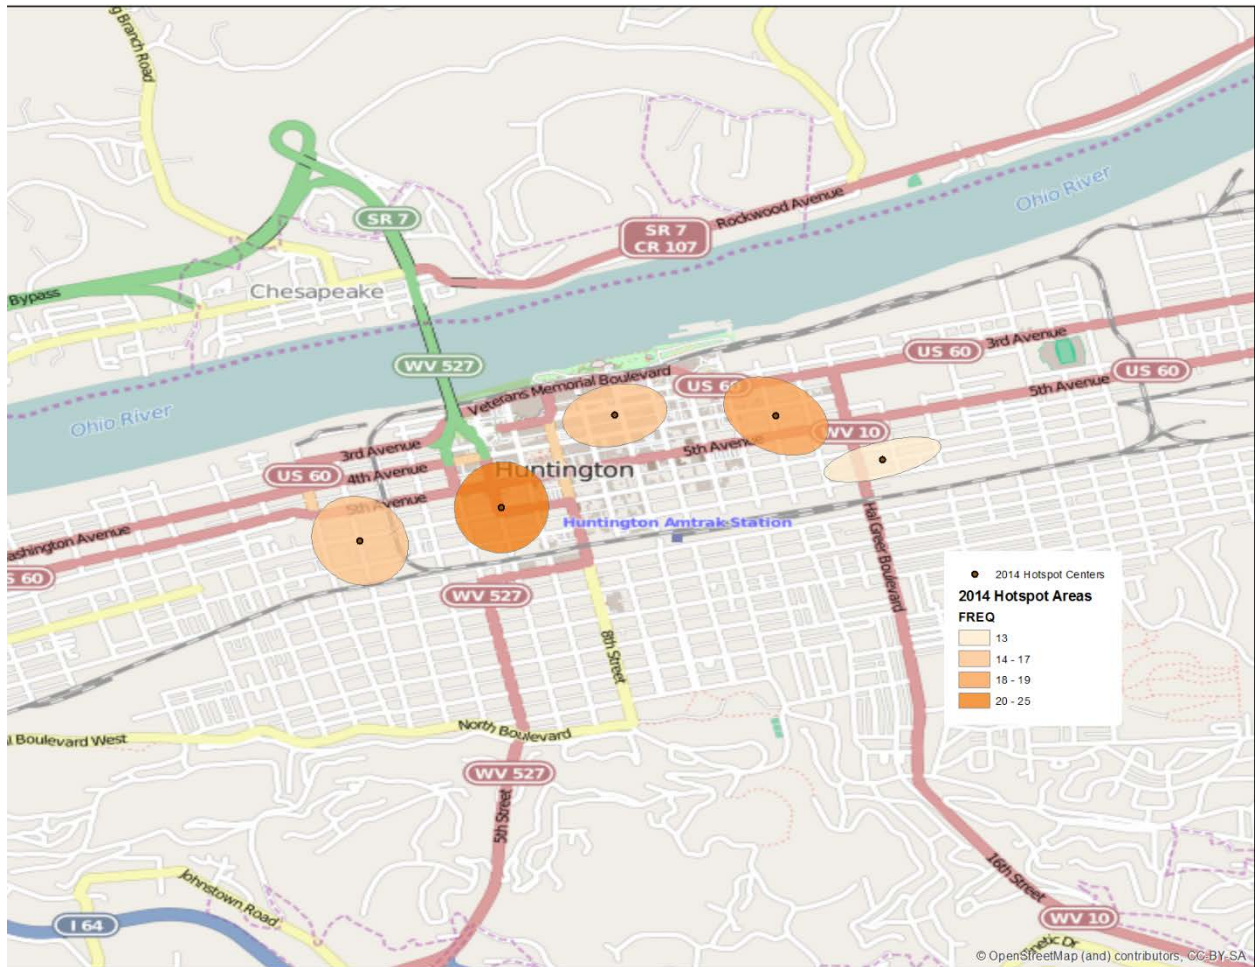 g Branch Road
SR 7
SR 7
CR 107
Rockwood Avenue
Ohio River
Bypass
Chesapeake
WV 527
3rd Avenue
US 60
US 60
Veterans Memorial Boulevard
US 60
5th Avenue
Ohio River
WV 10
3rd Avenue
5th Avenue
US 60
4th Avenue
Huntington
5th Avenue
Huntington Amtrak Station
ashington Avenue
S 60
WV 527
Hal Greer Boulevard
8th Street
2014 Hotspot Centers
2014 Hotspot Areas
FREQ
13
14 - 17
18 - 19
20 - 25
North Boulevard
l Boulevard West
WV 527
5th Street
16th Street
Johnstown Road
I 64
WV 10
netic Dr
© OpenStreetMap (and) contributors, CC-BY-SA